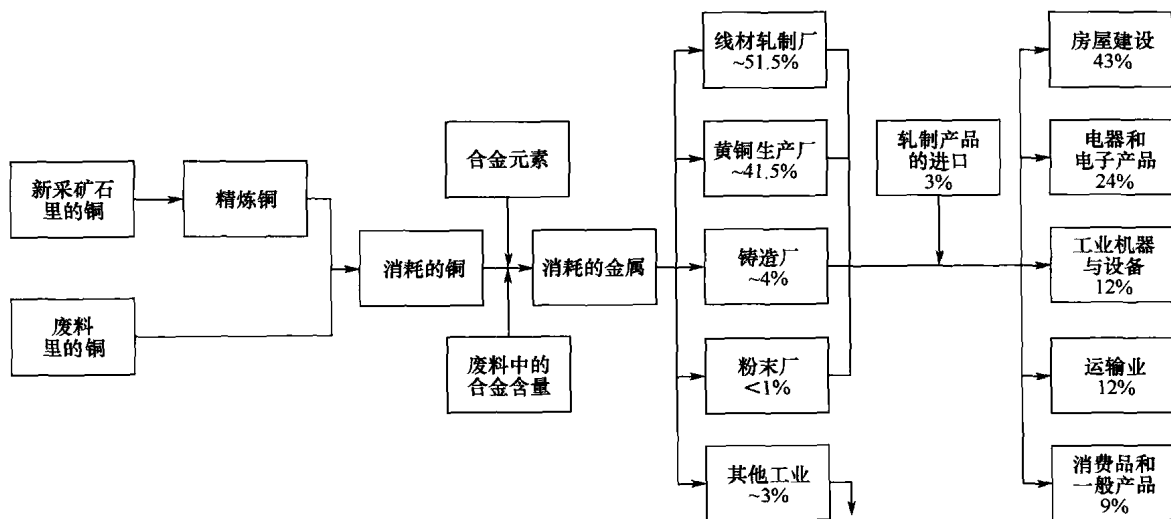 新采矿石
里的铜
废料
里的铜
精炼铜
消耗的铜
合金元素
废料中的
合金含量
消耗的金属
线材轧制厂
~51.5%
黄铜生产厂
~41.5%
铸造厂
~4%
粉末厂
<1%
其他工业
~3%
轧制产品
的进口
3%
房屋建设
43%
电器和
电子产品
24%
工业机器
与设备
12%
运输业
12%
消费品和
一般产品
9%